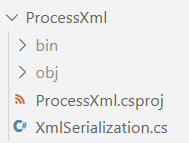 ProcessXml
bin
obj
ProcessXml.csproj
XmlSerialization.cs